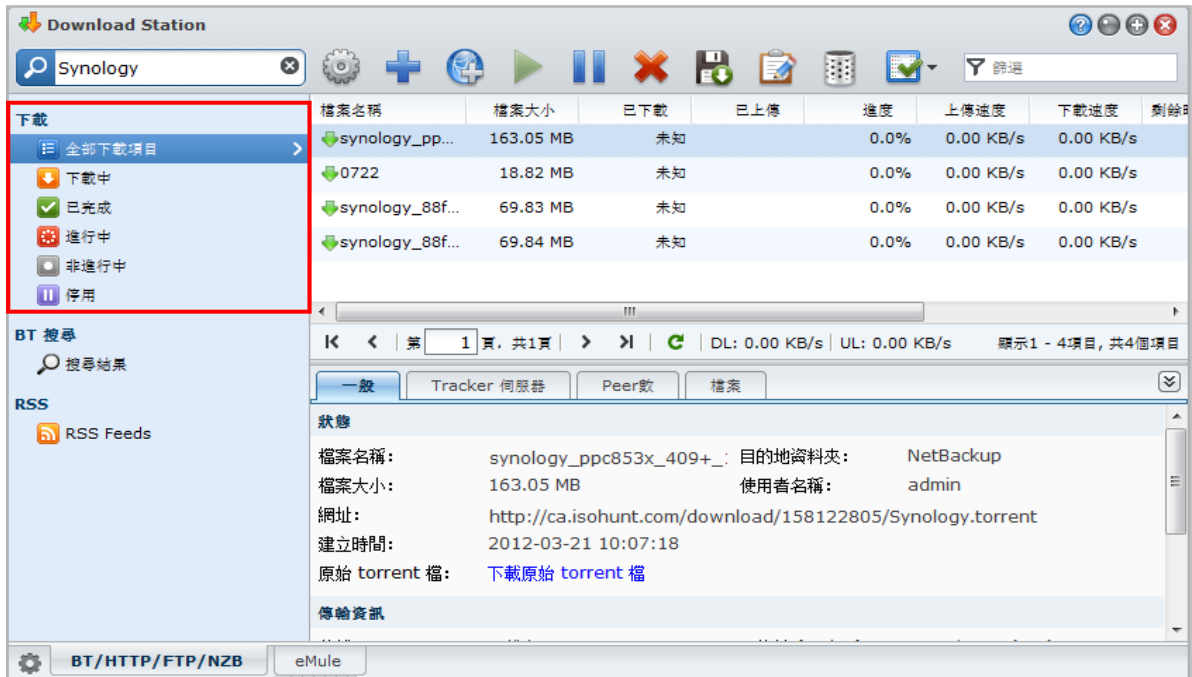 Download Station
Synology
篩選
下載
全部下載項目
下載中
已完成
進行中
非進行中
停用
BT 搜尋
搜尋結果
RSS
RSS Feeds
檔案名稱 檔案大小 已下載 已上傳 進度 上傳速度 下載速度 剩餘
synology_pp... 163.05 MB 未知 0.0% 0.00 KB/s 0.00 KB/s
0722 18.82 MB 未知 0.0% 0.00 KB/s 0.00 KB/s
synology_88f... 69.83 MB 未知 0.0% 0.00 KB/s 0.00 KB/s
synology_88f... 69.84 MB 未知 0.0% 0.00 KB/s 0.00 KB/s
第 1 頁, 共1頁 DL: 0.00 KB/s UL: 0.00 KB/s 顯示1 - 4項目, 共4個項目
一般 Tracker 伺服器 Peer數 檔案
狀態
檔案名稱: synology_ppc853x_409+_ 目的地資料夾: NetBackup
檔案大小: 163.05 MB 使用者名稱: admin
網址: http://ca.isohunt.com/download/158122805/Synology.torrent
建立時間: 2012-03-21 10:07:18
原始 torrent 檔: 下載原始 torrent 檔
傳輸資訊
BT/HTTP/FTP/NZB eMule